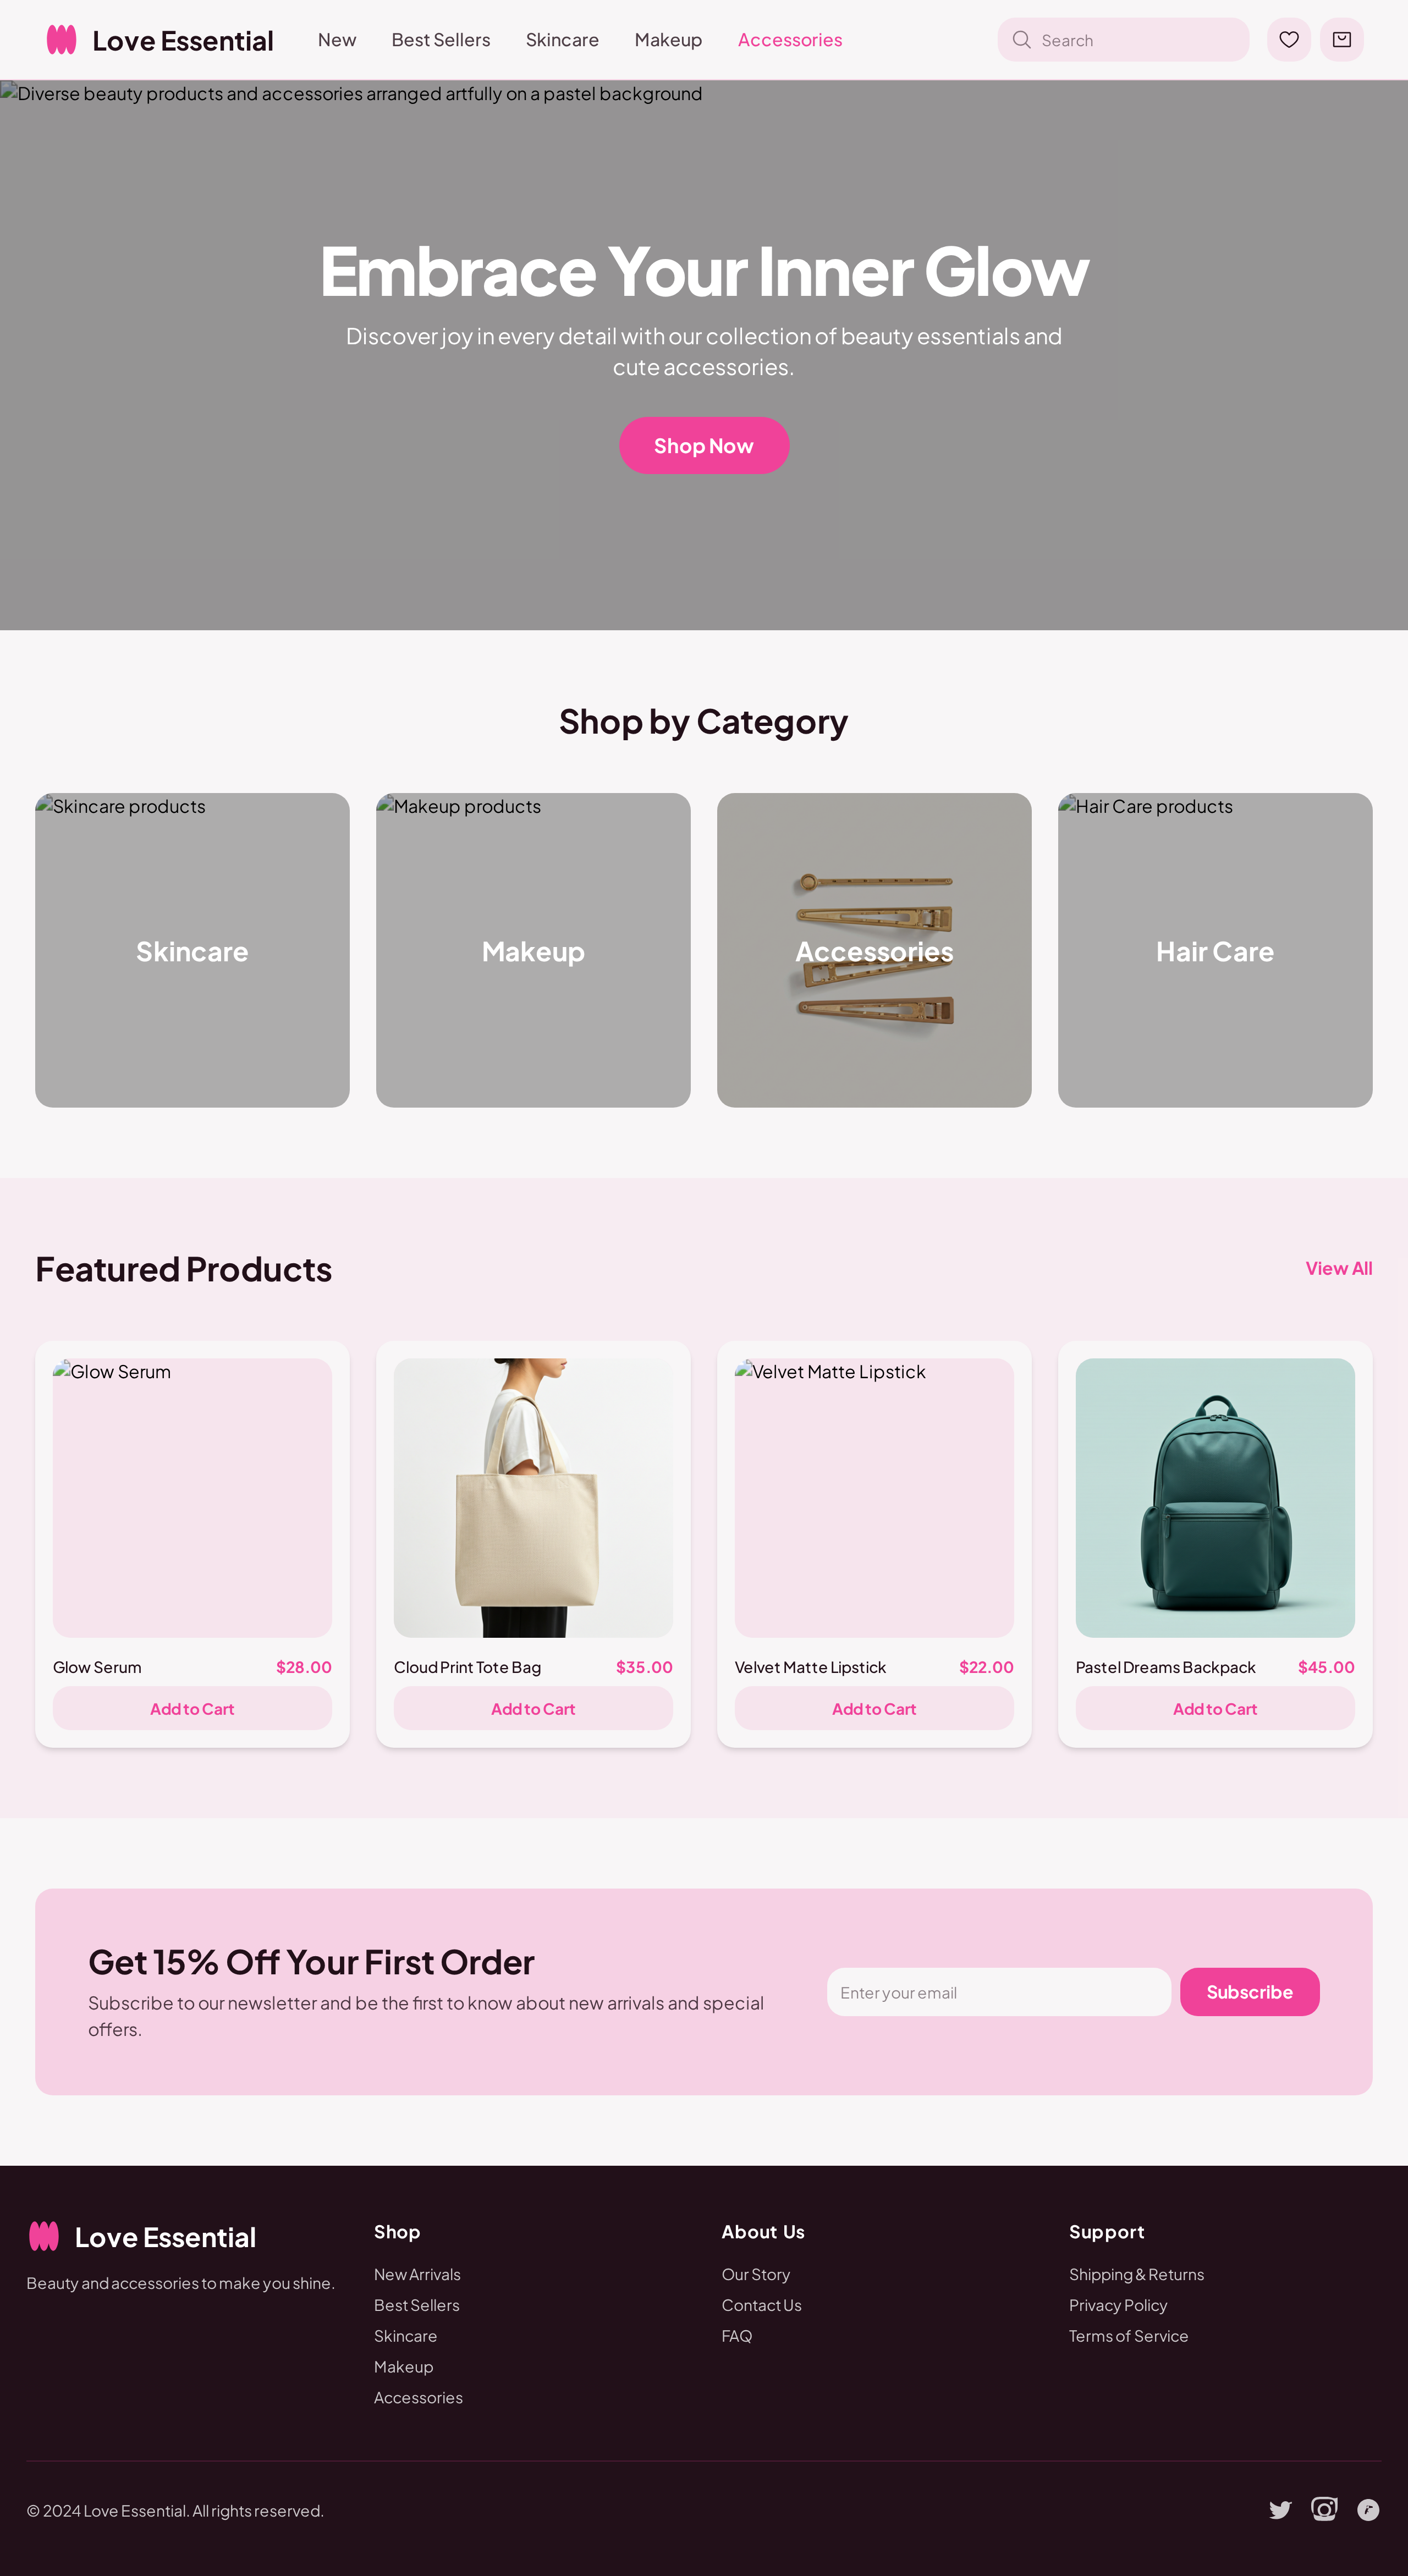 Love Essential
New
Best Sellers
Skincare
Makeup
Accessories
Search
Diverse beauty products and accessories arranged artfully on a pastel background
Embrace Your Inner Glow
Discover joy in every detail with our collection of beauty essentials and
cute accessories.
Shop Now
Shop by Category
Skincare products
Makeup products
Hair Care products
Skincare
Makeup
Accessories
Hair Care
Featured Products
View All
Glow Serum
Velvet Matte Lipstick
Glow Serum
$28.00
Cloud Print Tote Bag
$35.00
Velvet Matte Lipstick
$22.00
Pastel Dreams Backpack
$45.00
Add to Cart
Add to Cart
Add to Cart
Add to Cart
Get 15% Off Your First Order
Subscribe to our newsletter and be the first to know about new arrivals and special
offers.
Enter your email
Subscribe
Love Essential
Beauty and accessories to make you shine.
Shop
New Arrivals
Best Sellers
Skincare
Makeup
Accessories
About Us
Our Story
Contact Us
FAQ
Support
Shipping & Returns
Privacy Policy
Terms of Service
© 2024 Love Essential. All rights reserved.